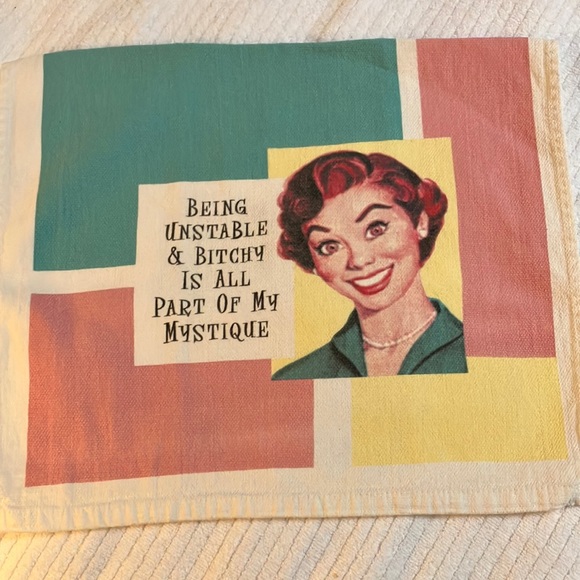 Being
Unstable
& Bitchy
Is All
Part Of My
Mystique